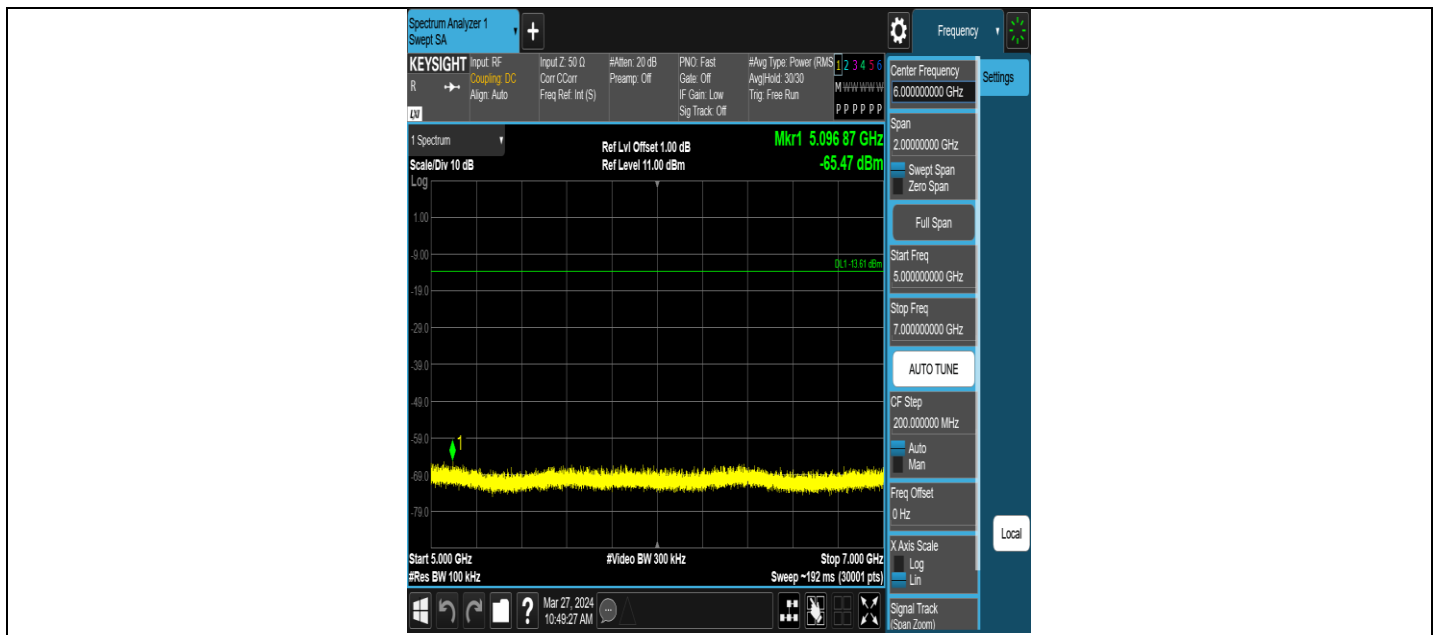 Spectrum Analyzer 1
Swept SA
+
Frequency
KEYSIGHT
R
LXI
Input: RF
Coupling: DC
Align: Auto
Input Z: 50 Ω
Corr CCorr
Freq Ref: Int (S)
#Atten: 20 dB
Preamp: Off
PNO: Fast
Gate: Off
IF Gain: Low
Sig Track: Off
#Avg Type: Power (RMS
Avg|Hold: 30/30
Trig: Free Run
1 2 3 4 5 6
M W W W W W
P P P P P P
1 Spectrum
Scale/Div 10 dB
Log
Ref Lvl Offset 1.00 dB
Ref Level 11.00 dBm
Mkr1 5.096 87 GHz
-65.47 dBm
1.00
-9.00
DL1 -13.61 dBm
-19.0
-29.0
-39.0
-49.0
-59.0
1
-69.0
-79.0
Start 5.000 GHz
#Video BW 300 kHz
Stop 7.000 GHz
#Res BW 100 kHz
Sweep ~192 ms (30001 pts)
?
Mar 27, 2024
10:49:27 AM
Center Frequency
6.000000000 GHz
Settings
Span
2.00000000 GHz
Swept Span
Zero Span
Full Span
Start Freq
5.000000000 GHz
Stop Freq
7.000000000 GHz
AUTO TUNE
CF Step
200.000000 MHz
Auto
Man
Freq Offset
0 Hz
X Axis Scale
Log
Lin
Signal Track
(Span Zoom)
Local